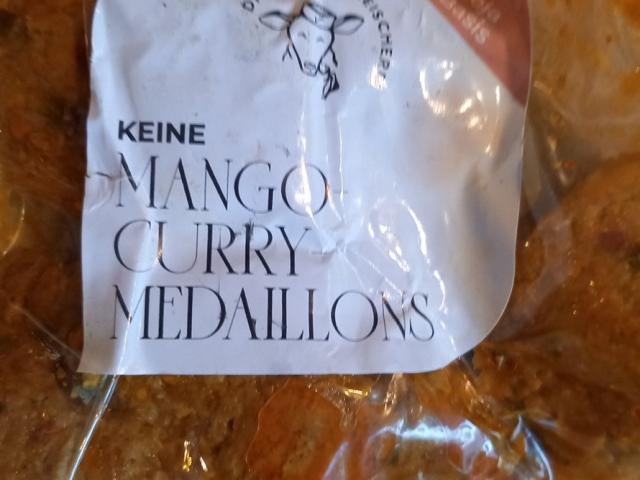 KEINE
MANGO-
CURRY-
MEDAILLONS